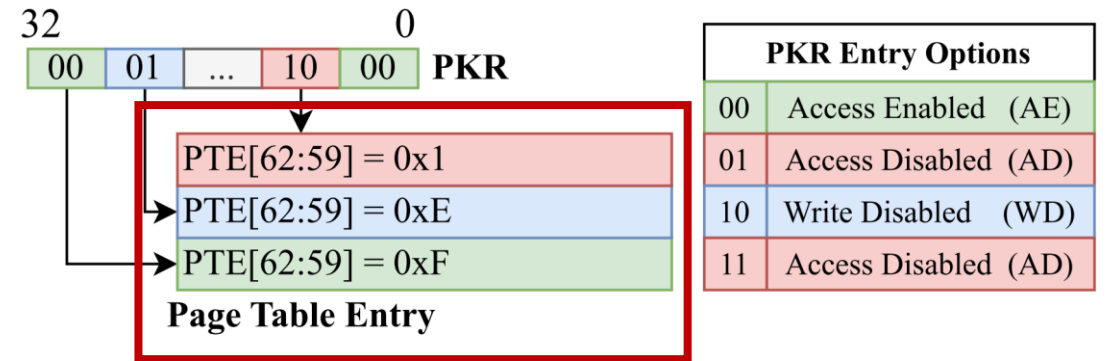 32 0
00 01 ... 10 00 PKR
PTE[62:59] = 0x1
PTE[62:59] = 0xE
PTE[62:59] = 0xF
Page Table Entry
PKR Entry Options
00 Access Enabled (AE)
01 Access Disabled (AD)
10 Write Disabled (WD)
11 Access Disabled (AD)